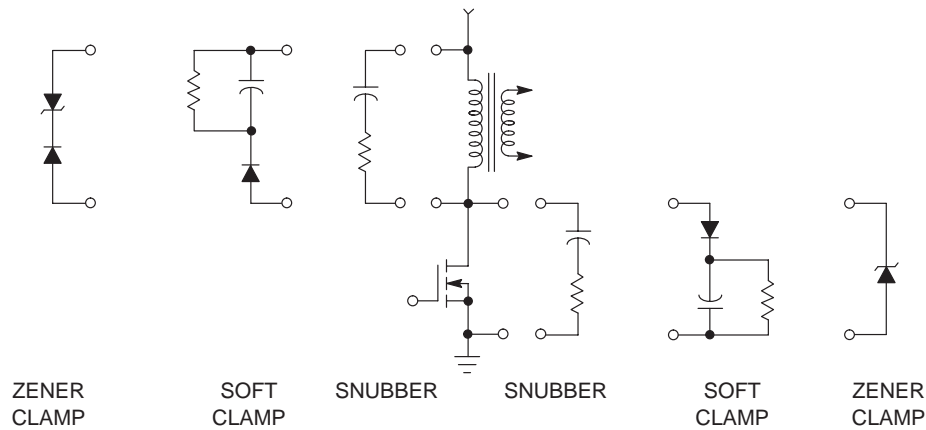 ZENER
CLAMP
SOFT
CLAMP
SNUBBER
SNUBBER
SOFT
CLAMP
ZENER
CLAMP